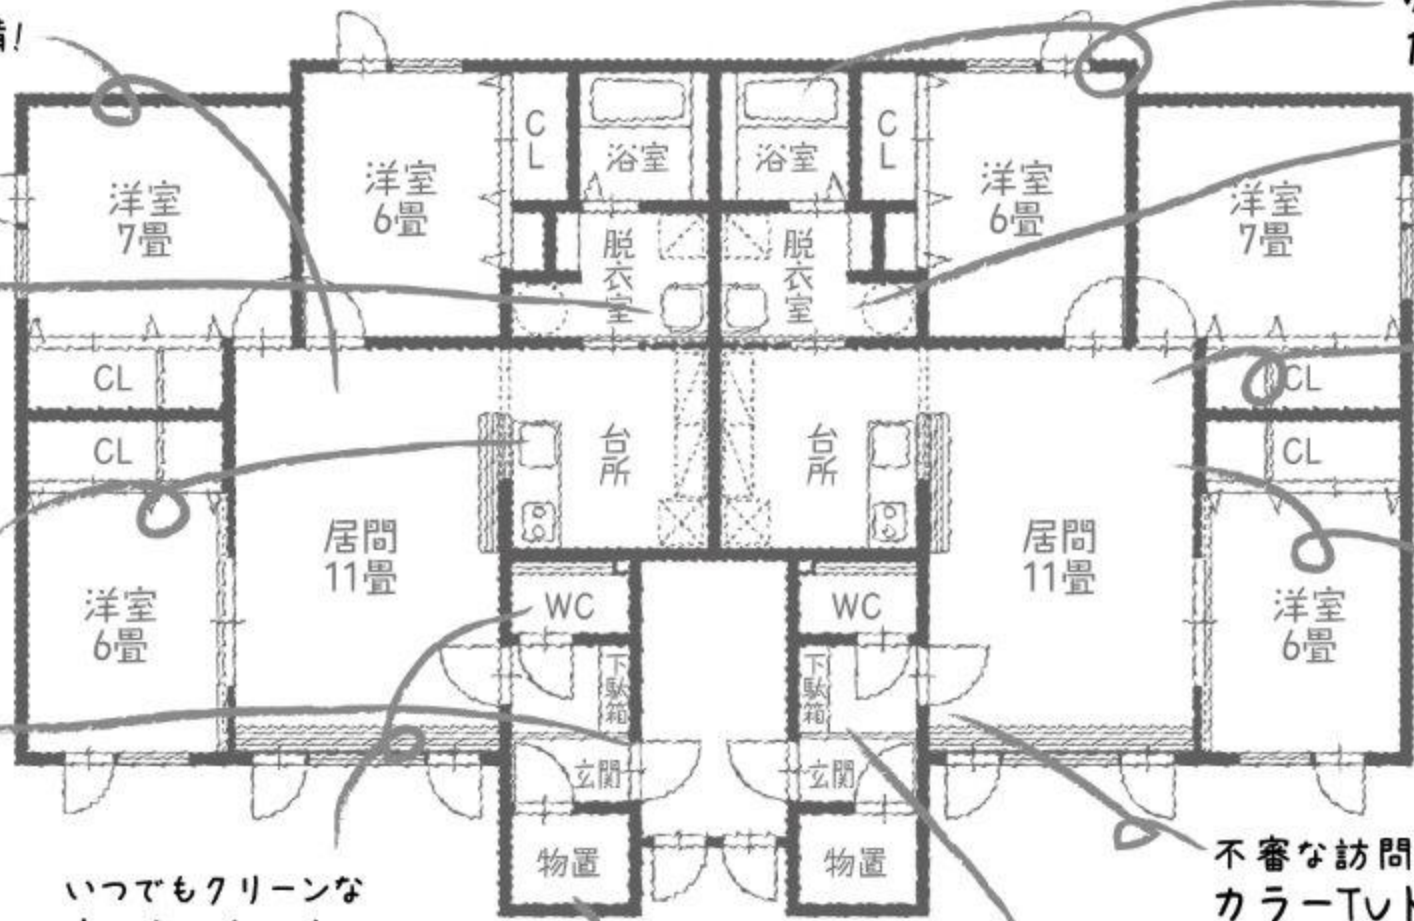 洋室
7畳
洋室
6畳
CL
浴室
浴室
CL
洋室
6畳
洋室
7畳
脱衣室
脱衣室
CL
CL
台所
台所
CL
CL
居間
11畳
居間
11畳
洋室
6畳
洋室
6畳
WC
WC
下駄箱
下駄箱
玄関
玄関
物置
物置
いつでもクリーンな
不審な訪問
カラーTVド